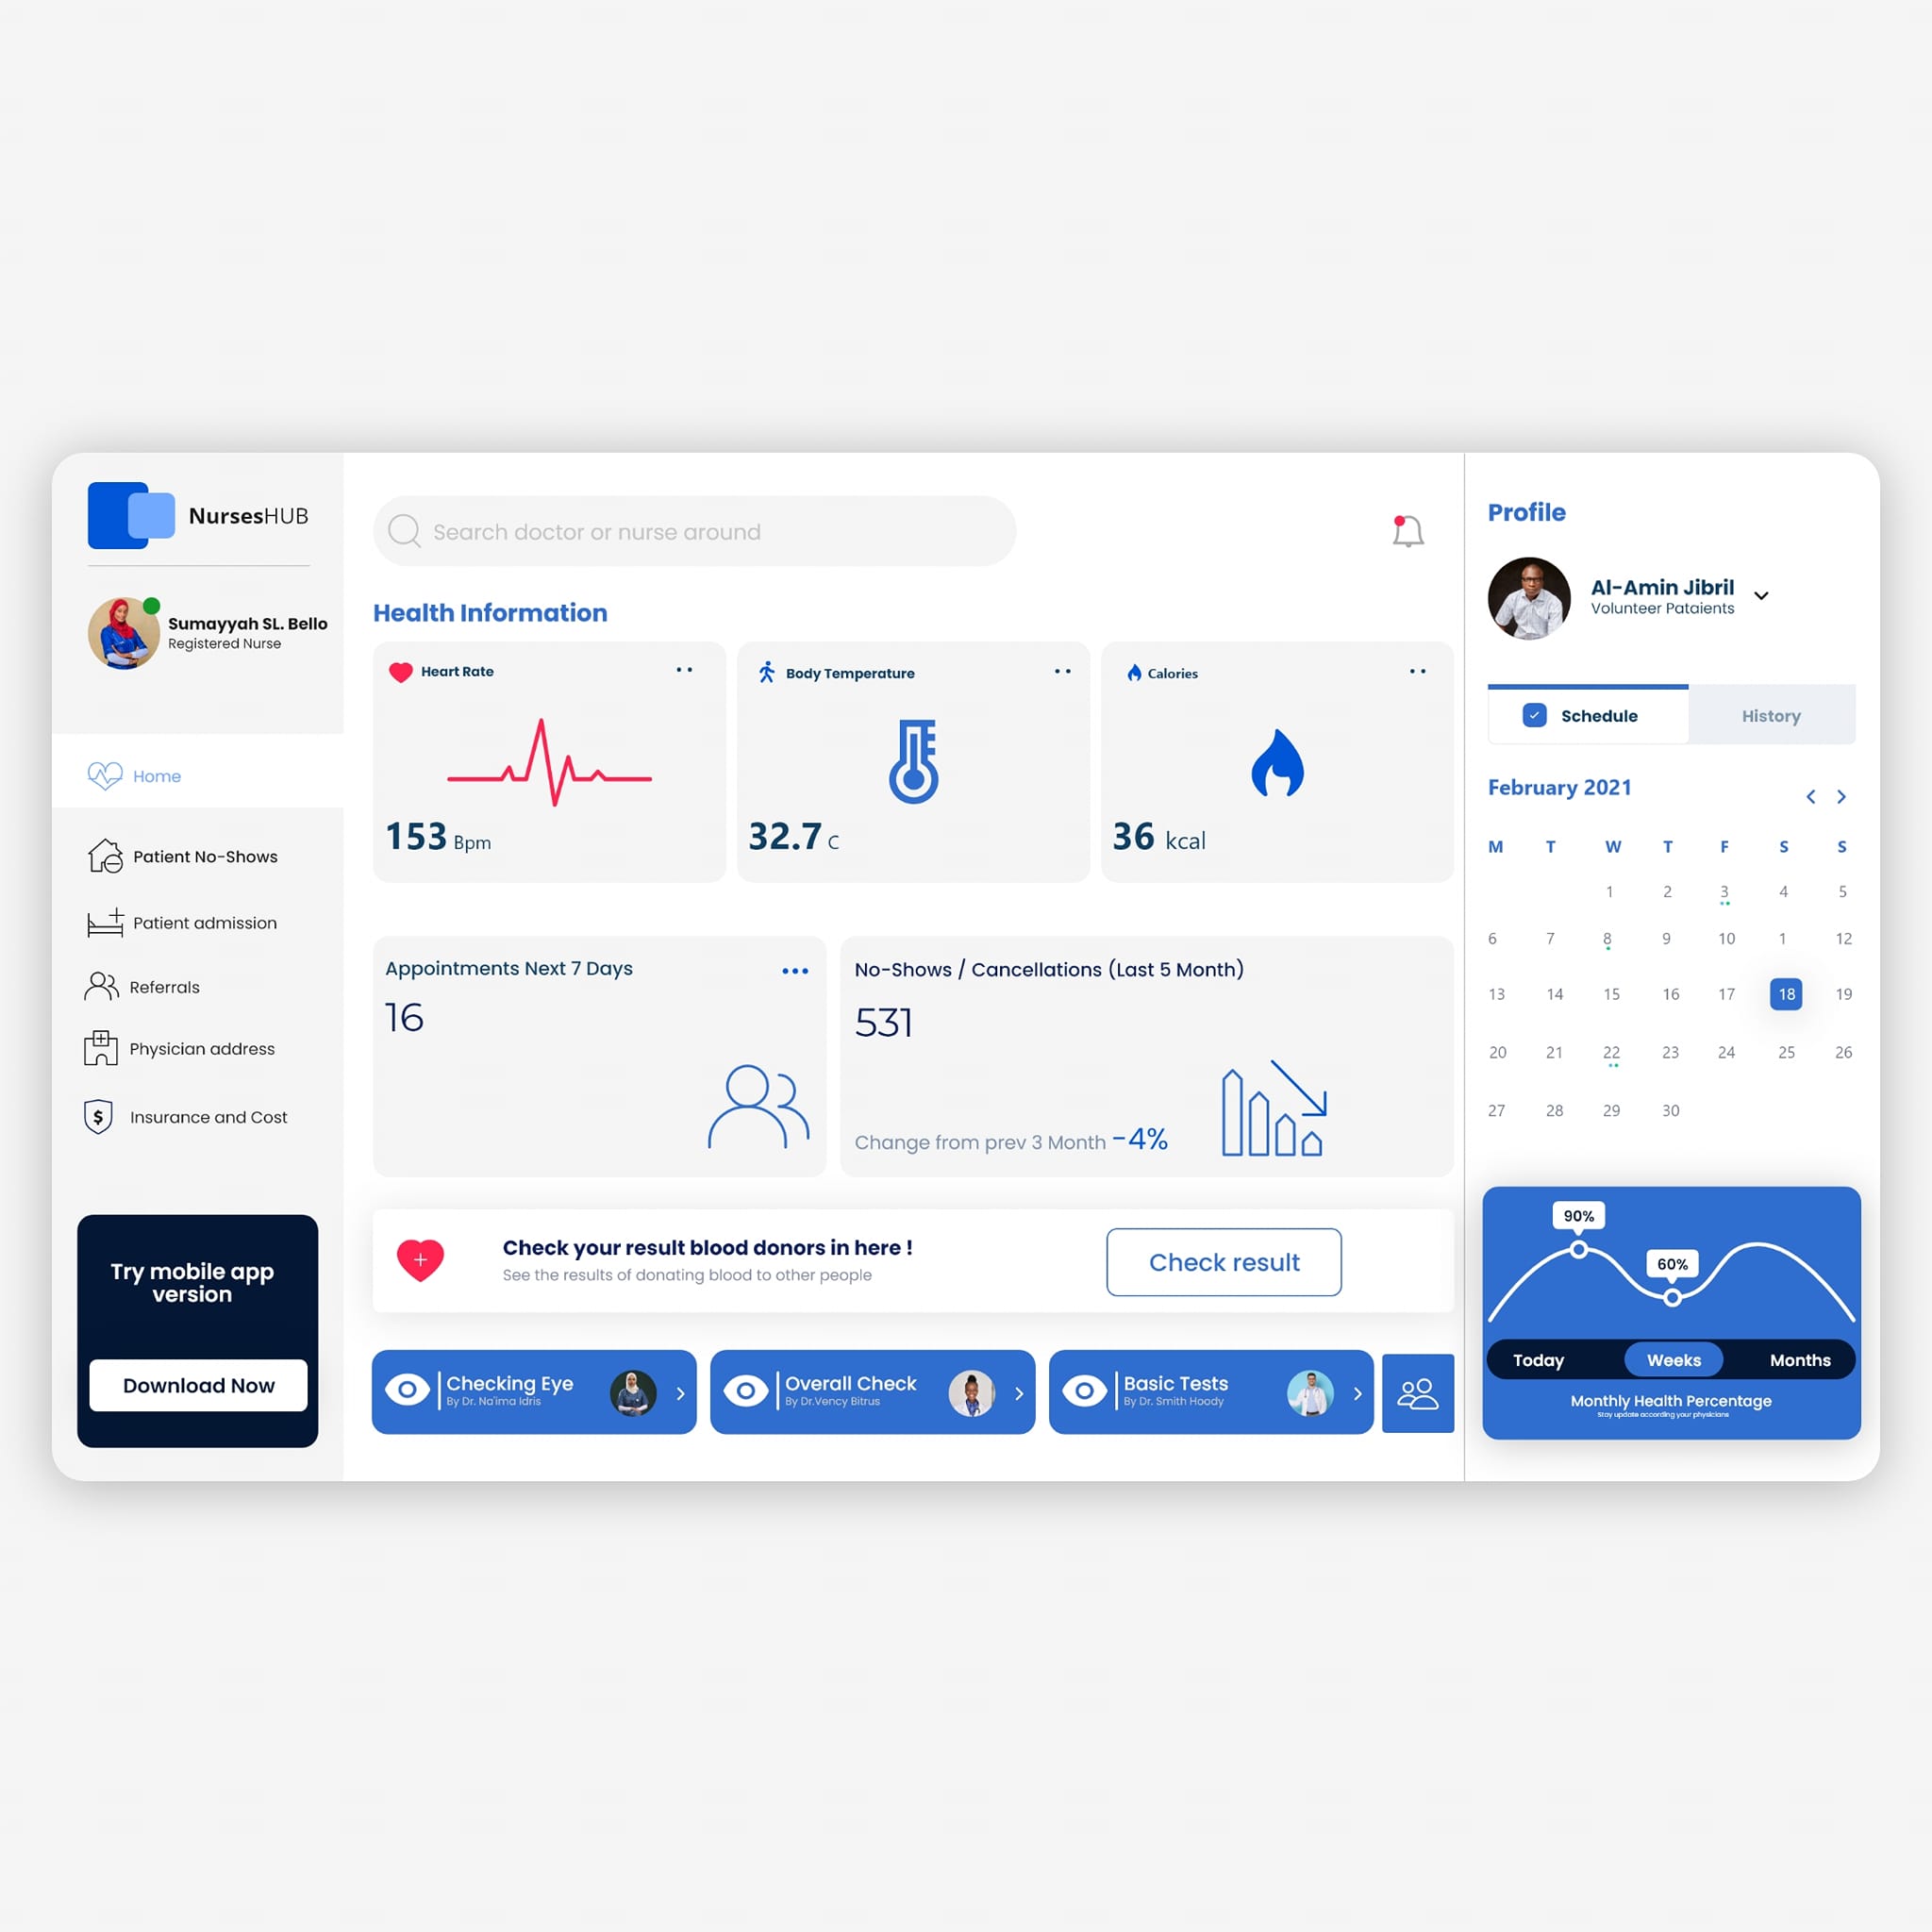 NursesHUB
Sumayyah SL. Bello
Registered Nurse
Home
Patient No-Shows
Patient admission
Referrals
Physician address
$
Insurance and Cost
Try mobile app
version
Download Now
Search doctor or nurse around
Health Information
Heart Rate
153 Bpm
Body Temperature
32.7 C
Calories
36 kcal
Appointments Next 7 Days
16
No-Shows / Cancellations (Last 5 Month)
531
Change from prev 3 Month -4%
Check your result blood donors in here !
See the results of donating blood to other people
Check result
Checking Eye
By Dr. Na'ima Idris
Overall Check
By Dr.Vency Bitrus
Basic Tests
By Dr. Smith Hoody
Profile
Al-Amin Jibril
Volunteer Pataients
Schedule
History
February 2021
M T W T F S S
1 2 3 4 5
6 7 8 9 10 1 12
13 14 15 16 17 18 19
20 21 22 23 24 25 26
27 28 29 30
90%
60%
Today Weeks Months
Monthly Health Percentage
Stay update according your physicians